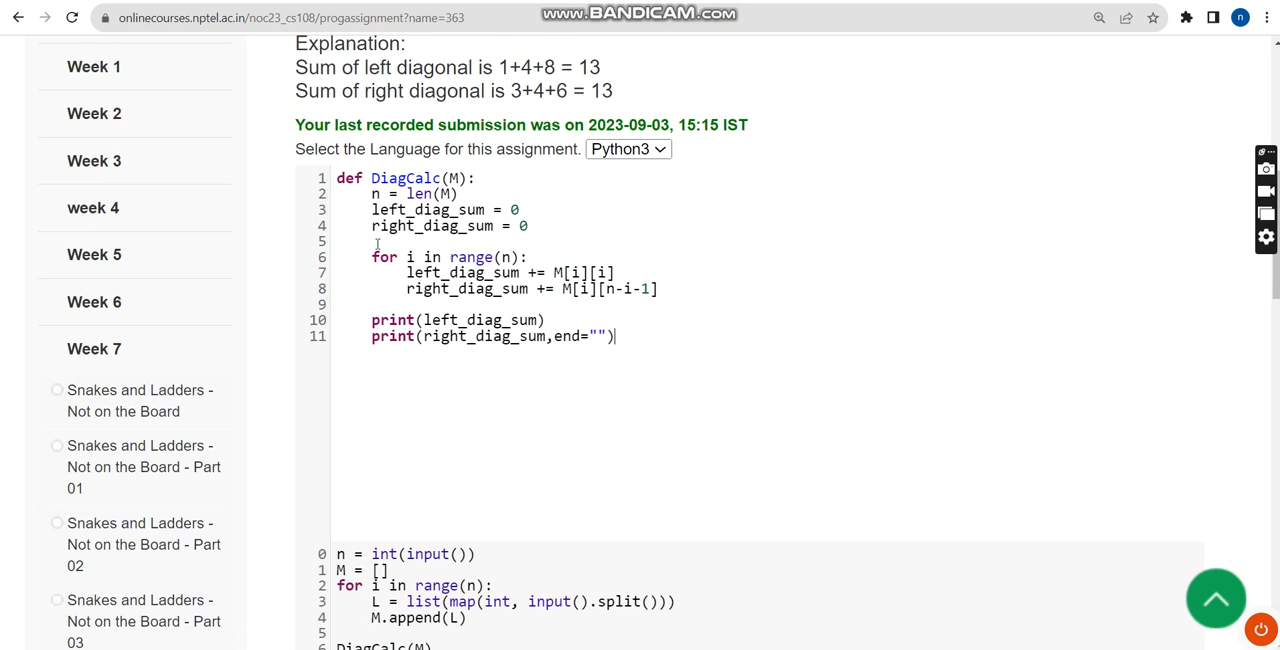 onlinecourses.nptel.ac.in/noc23_cs108/progassignment?name=363
www.BANDICAM.com
n
Week 1
Week 2
Week 3
week 4
Week 5
Week 6
Week 7
Snakes and Ladders -
Not on the Board
Snakes and Ladders -
Not on the Board - Part
01
Snakes and Ladders -
Not on the Board - Part
02
Snakes and Ladders -
Not on the Board - Part
03
Explanation:
Sum of left diagonal is 1+4+8 = 13
Sum of right diagonal is 3+4+6 = 13
Your last recorded submission was on 2023-09-03, 15:15 IST
Select the Language for this assignment. Python3
1 def DiagCalc(M):
2     n = len(M)
3     left_diag_sum = 0
4     right_diag_sum = 0
5
6     for i in range(n):
7         left_diag_sum += M[i][i]
8         right_diag_sum += M[i][n-i-1]
9
10     print(left_diag_sum)
11     print(right_diag_sum,end="")
0 n = int(input())
1 M = []
2 for i in range(n):
3     L = list(map(int, input().split()))
4     M.append(L)
5
6 DiagCalc(M)